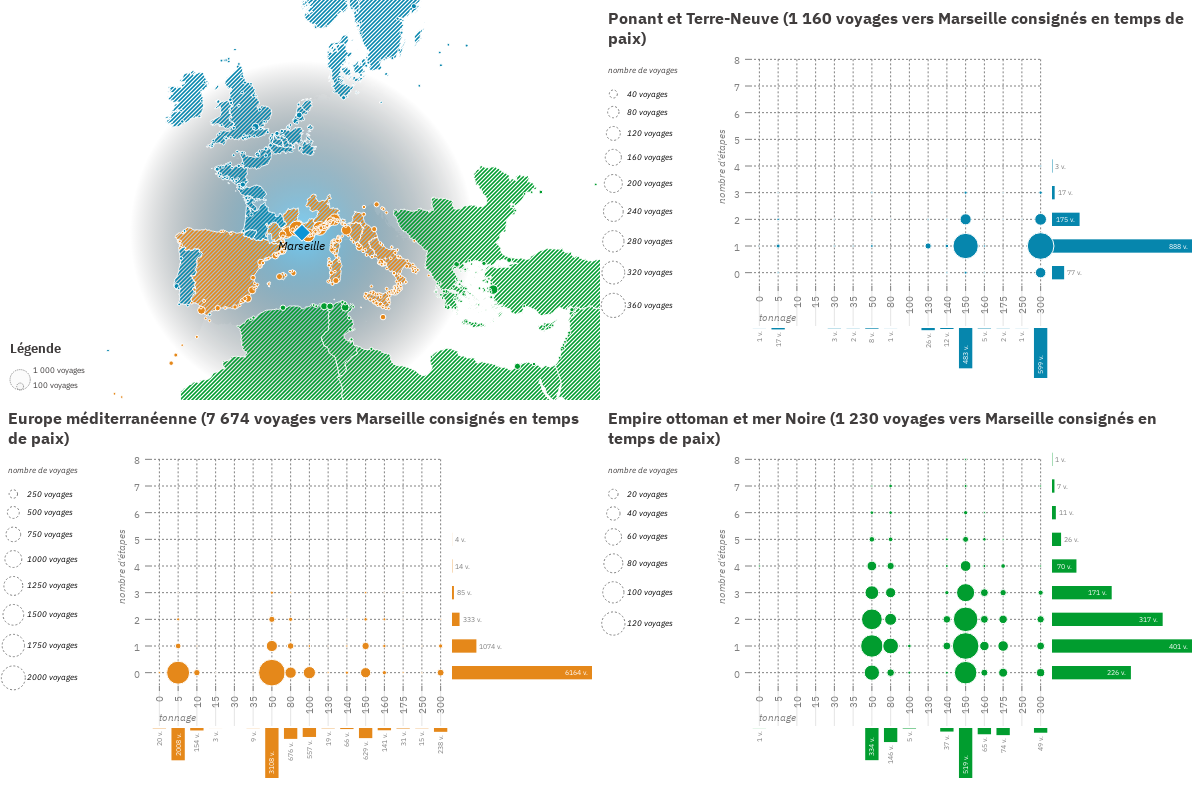 Marseille
Légende
1 000 voyages
100 voyages
Ponant et Terre-Neuve (1 160 voyages vers Marseille consignés en temps de
paix)
nombre de voyages
40 voyages
80 voyages
120 voyages
160 voyages
200 voyages
240 voyages
280 voyages
320 voyages
360 voyages
nombre d'étapes
8
7
6
5
4
3
2
1
0
3 v.
17 v.
175 v.
888 v.
77 v.
0
5
10
15
30
35
50
80
100
130
140
150
160
175
250
300
tonnage
1 v.
17 v.
3 v.
2 v.
8 v.
1 v.
26 v.
12 v.
483 v.
5 v.
2 v.
1 v.
599 v.
Europe méditerranéenne (7 674 voyages vers Marseille consignés en temps
de paix)
nombre de voyages
250 voyages
500 voyages
750 voyages
1000 voyages
1250 voyages
1500 voyages
1750 voyages
2000 voyages
nombre d'étapes
8
7
6
5
4
3
2
1
0
4 v.
14 v.
85 v.
333 v.
1074 v.
6164 v.
0
5
10
15
30
35
50
80
100
130
140
150
160
175
250
300
tonnage
20 v.
2008 v.
154 v.
3 v.
9 v.
3108 v.
676 v.
557 v.
19 v.
66 v.
629 v.
141 v.
31 v.
15 v.
238 v.
Empire ottoman et mer Noire (1 230 voyages vers Marseille consignés en
temps de paix)
nombre de voyages
20 voyages
40 voyages
60 voyages
80 voyages
100 voyages
120 voyages
nombre d'étapes
8
7
6
5
4
3
2
1
0
1 v.
7 v.
11 v.
26 v.
70 v.
171 v.
317 v.
401 v.
226 v.
0
5
10
15
30
35
50
80
100
130
140
150
160
175
250
300
tonnage
1 v.
334 v.
146 v.
5 v.
37 v.
519 v.
65 v.
74 v.
49 v.